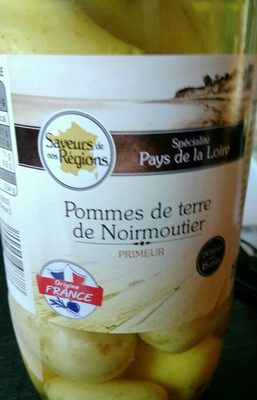 Saveurs de
nos Régions
Spécialité
Pays de la Loire
Pommes de terre
de Noirmoutier
PRIMEUR
Origine
FRANCE